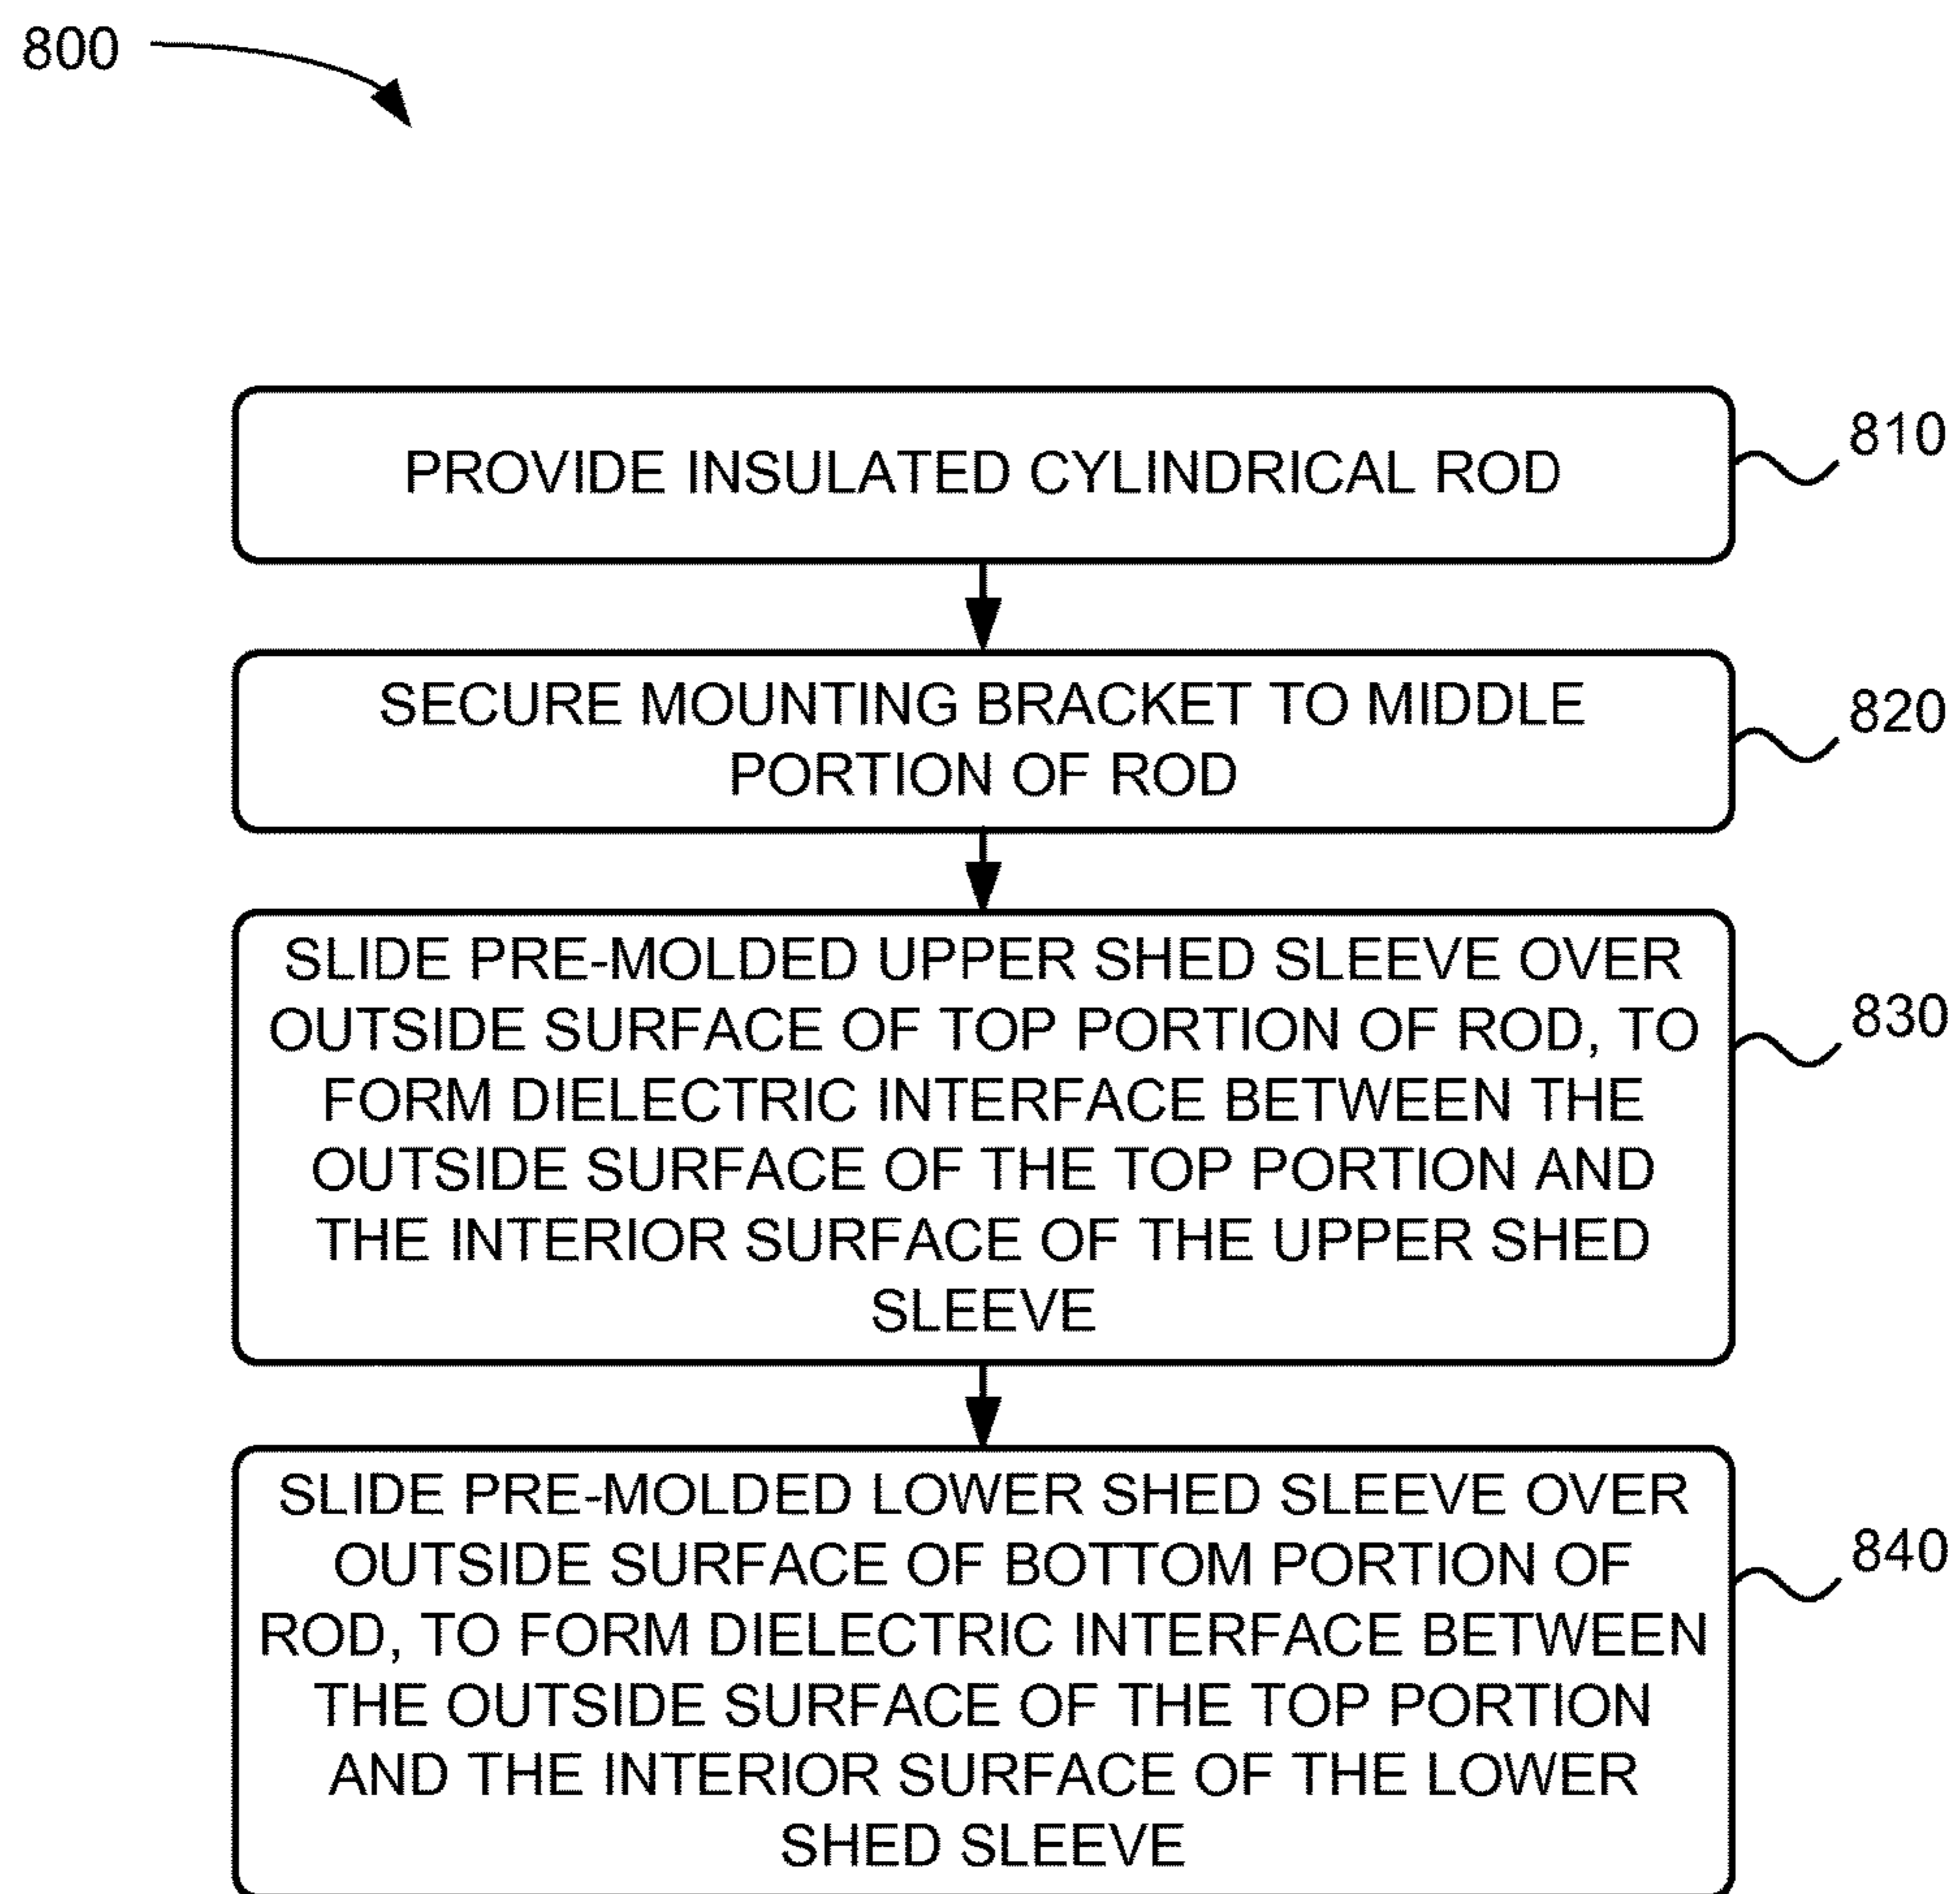 800
PROVIDE INSULATED CYLINDRICAL ROD
810
SECURE MOUNTING BRACKET TO MIDDLE
PORTION OF ROD
820
SLIDE PRE-MOLDED UPPER SHED SLEEVE OVER
OUTSIDE SURFACE OF TOP PORTION OF ROD, TO
FORM DIELECTRIC INTERFACE BETWEEN THE
OUTSIDE SURFACE OF THE TOP PORTION AND
THE INTERIOR SURFACE OF THE UPPER SHED
SLEEVE
830
SLIDE PRE-MOLDED LOWER SHED SLEEVE OVER
OUTSIDE SURFACE OF BOTTOM PORTION OF
ROD, TO FORM DIELECTRIC INTERFACE BETWEEN
THE OUTSIDE SURFACE OF THE TOP PORTION
AND THE INTERIOR SURFACE OF THE LOWER
SHED SLEEVE
840